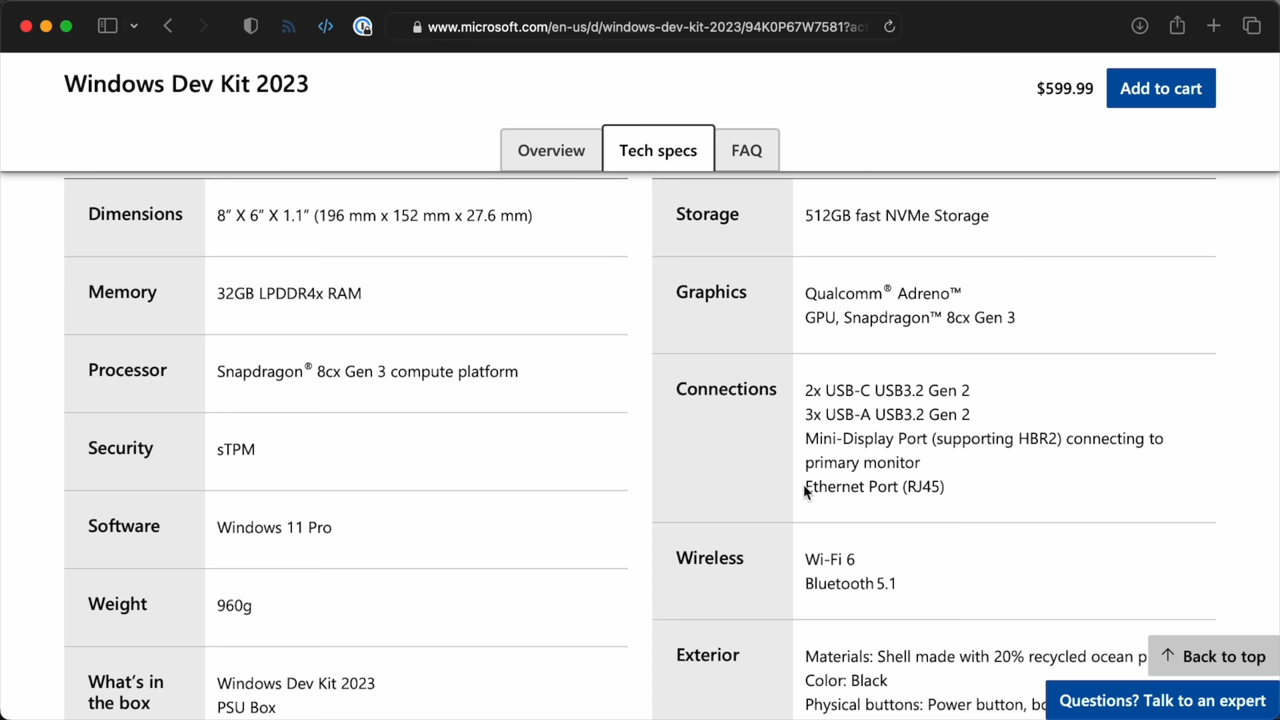 www.microsoft.com/en-us/d/windows-dev-kit-2023/94K0P67W7581?ac
Windows Dev Kit 2023
$599.99
Add to cart
Overview
Tech specs
FAQ
Dimensions
8” X 6” X 1.1” (196 mm x 152 mm x 27.6 mm)
Memory
32GB LPDDR4x RAM
Processor
Snapdragon® 8cx Gen 3 compute platform
Security
sTPM
Software
Windows 11 Pro
Weight
960g
What’s in
the box
Windows Dev Kit 2023
PSU Box
Storage
512GB fast NVMe Storage
Graphics
Qualcomm® Adreno™
GPU, Snapdragon™ 8cx Gen 3
Connections
2x USB-C USB3.2 Gen 2
3x USB-A USB3.2 Gen 2
Mini-Display Port (supporting HBR2) connecting to
primary monitor
Ethernet Port (RJ45)
Wireless
Wi-Fi 6
Bluetooth 5.1
Exterior
Materials: Shell made with 20% recycled ocean p
Color: Black
Physical buttons: Power button, bo
Back to top
Questions? Talk to an expert